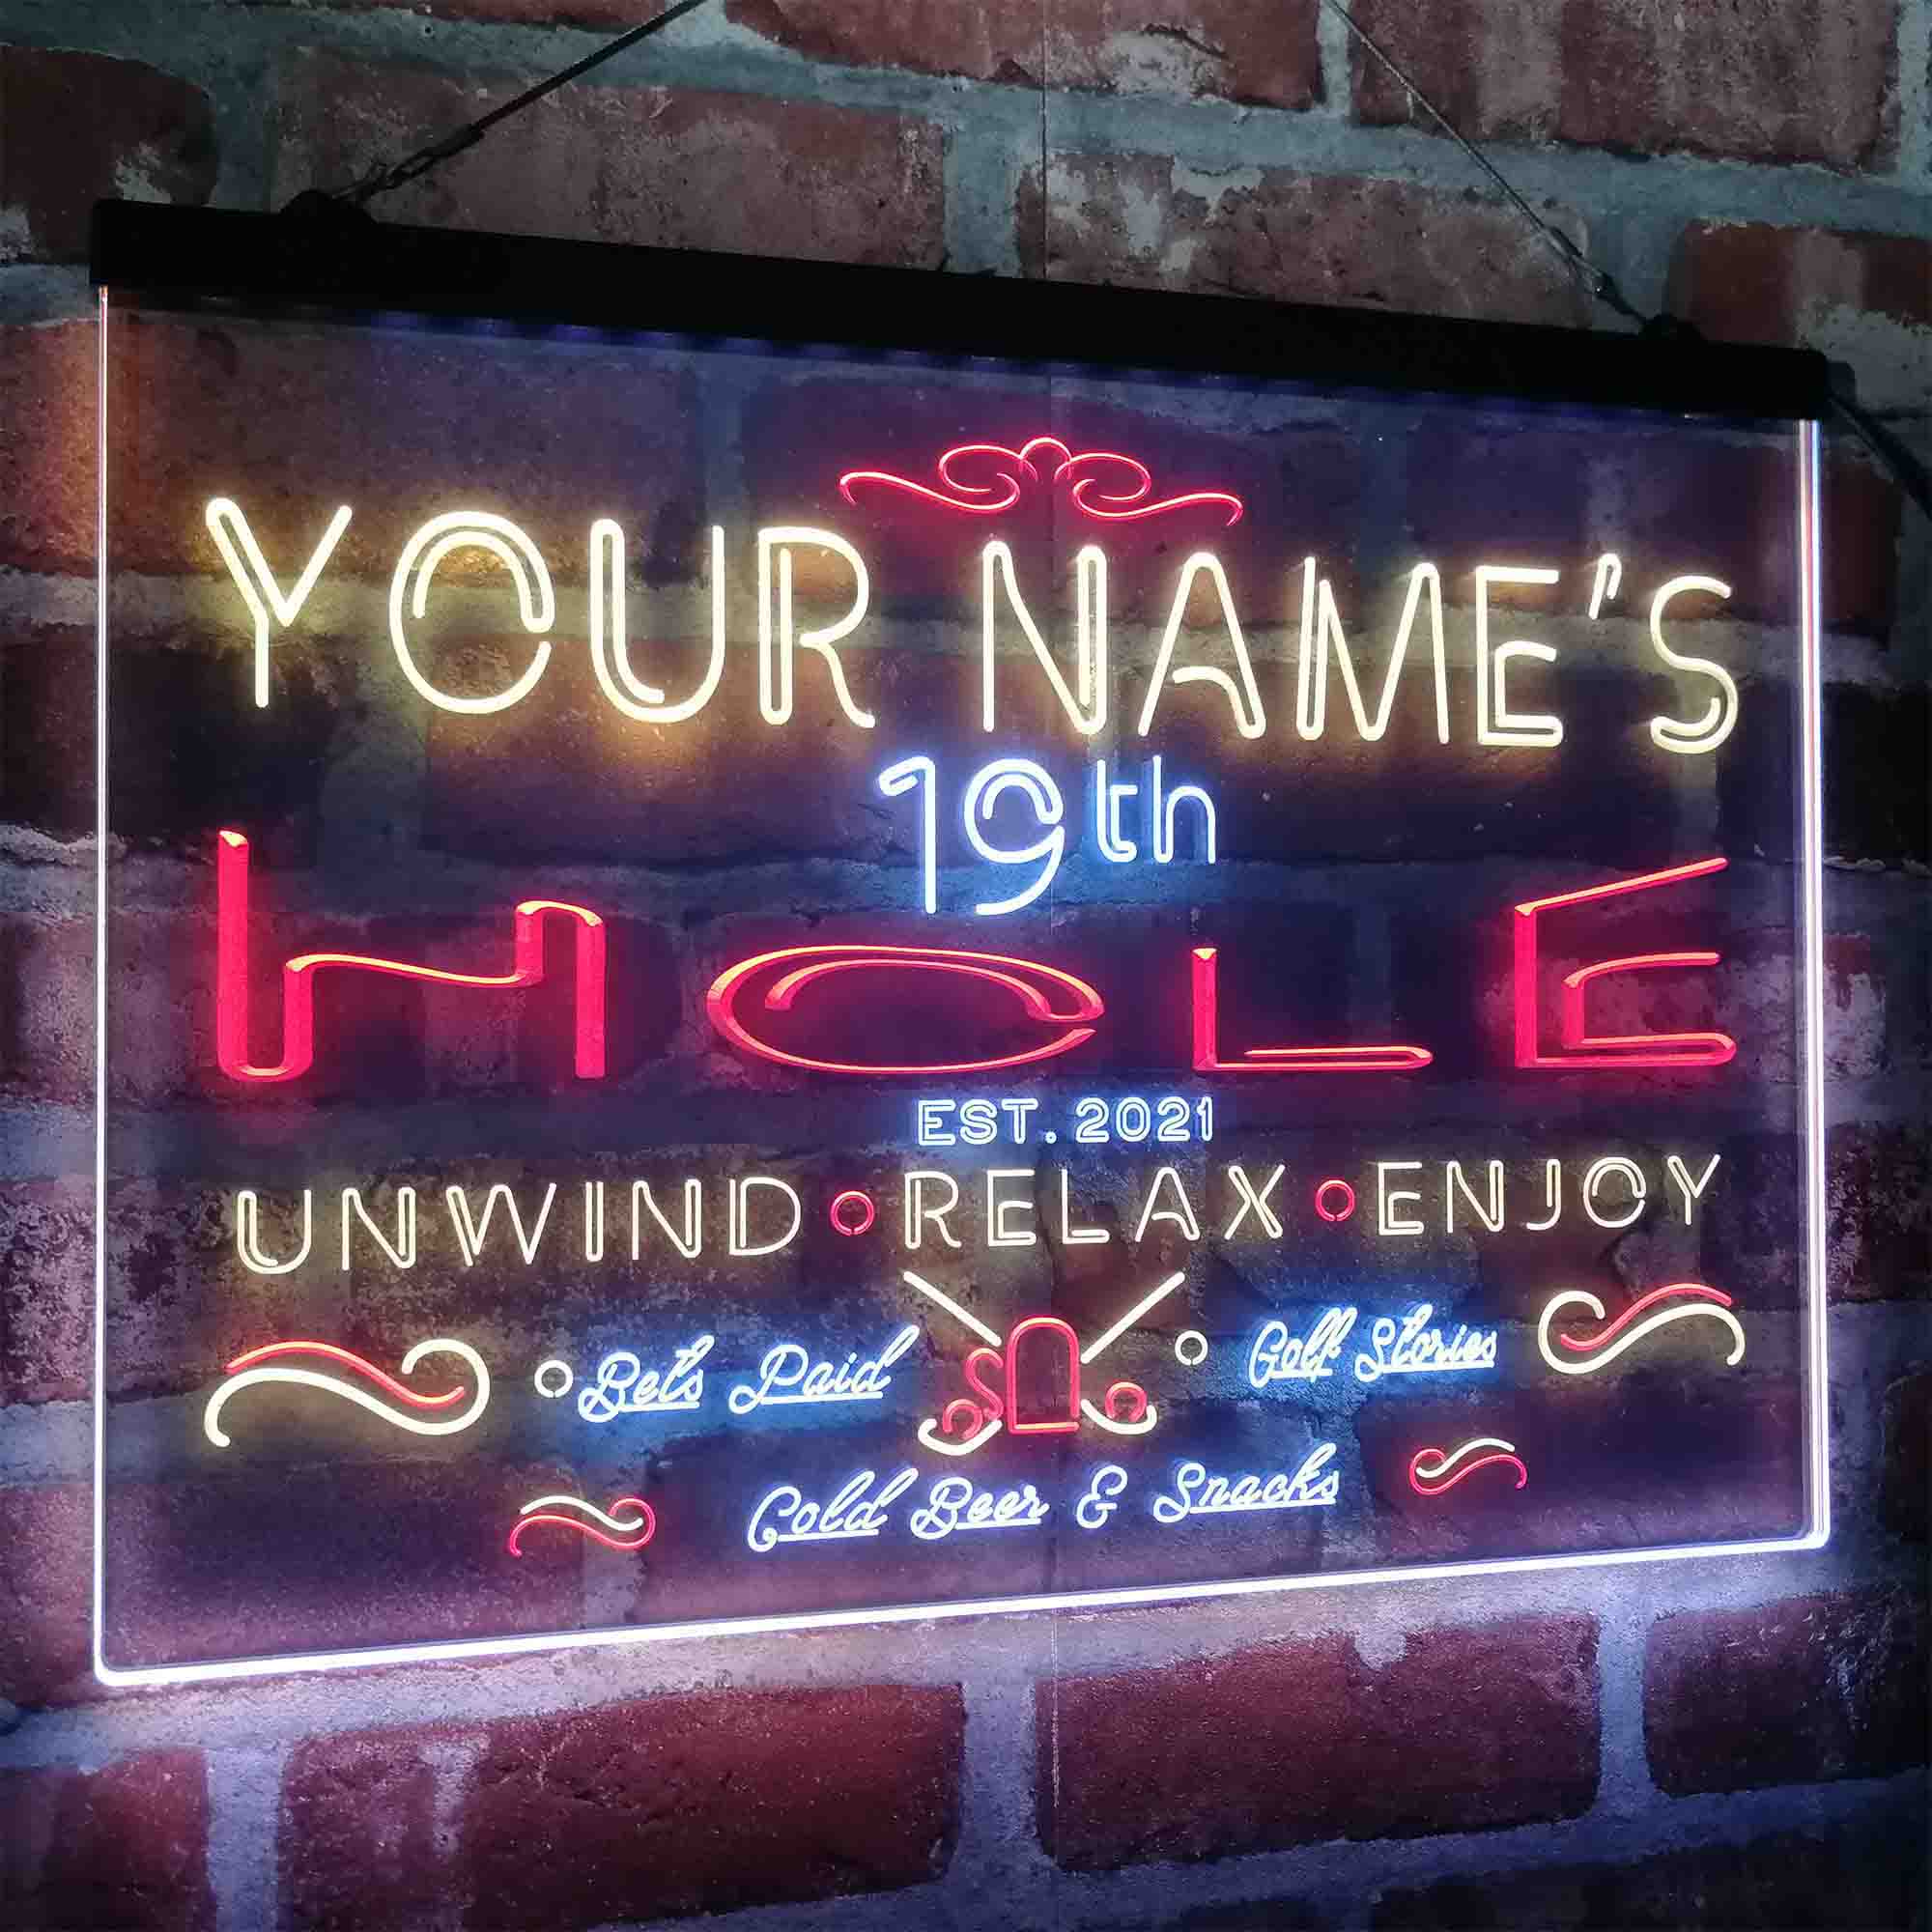 YOUR NAME'S
19th
HOLE
EST. 2021
UNWIND • RELAX • ENJOY
Bets Paid Golf Stories
Cold Beer & Snacks